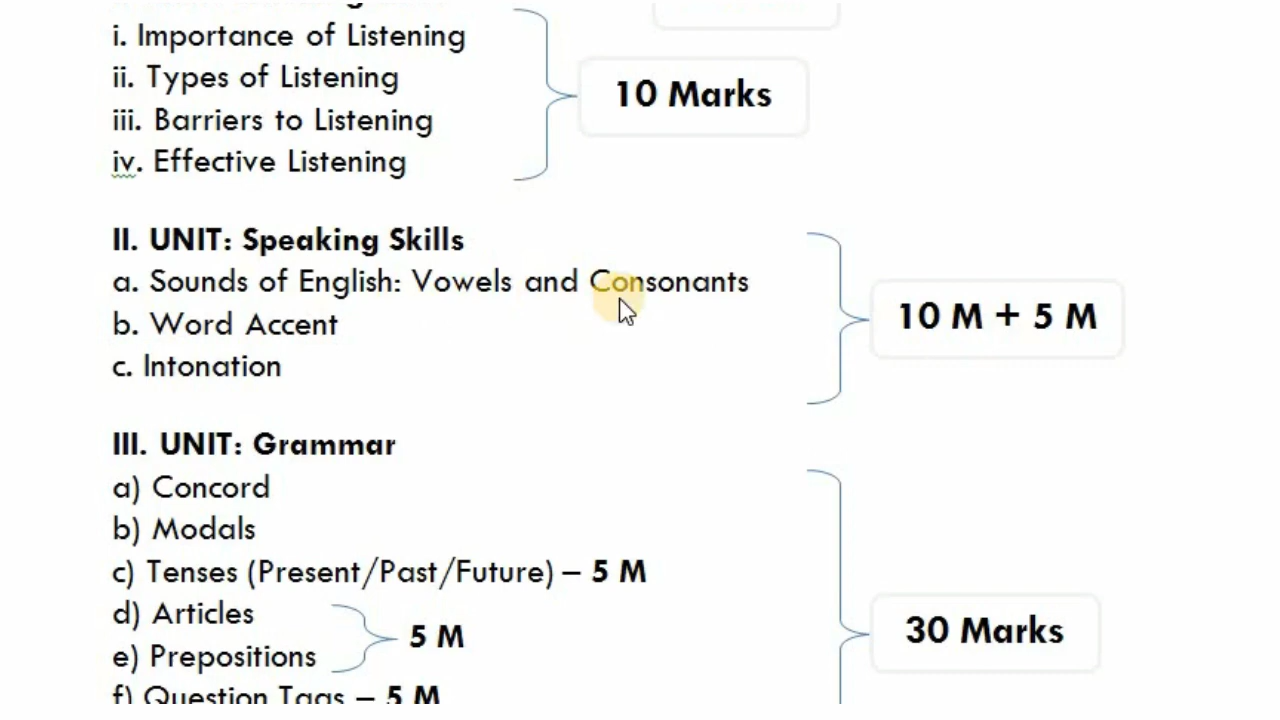 i. Importance of Listening
ii. Types of Listening
10 Marks
iii. Barriers to Listening
iv. Effective Listening
II. UNIT: Speaking Skills
a. Sounds of English: Vowels and Consonants
b. Word Accent
10 M + 5 M
c. Intonation
III. UNIT: Grammar
a) Concord
b) Modals
c) Tenses (Present/Past/Future) – 5 M
d) Articles
5 M
e) Prepositions
30 Marks
f) Question Tags – 5 M